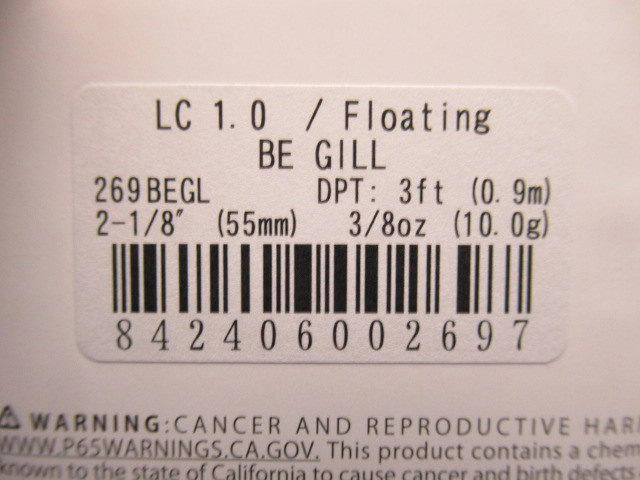 LC 1.0 / Floating
BE GILL
269BEGL DPT: 3ft (0.9m)
2-1/8" (55mm) 3/8oz (10.0g)
842406002697
⚠ WARNING: CANCER AND REPRODUCTIVE
WWW.P65WARNINGS.CA.GOV. This product contains a
known to the state of California to cause cancer and birth defects